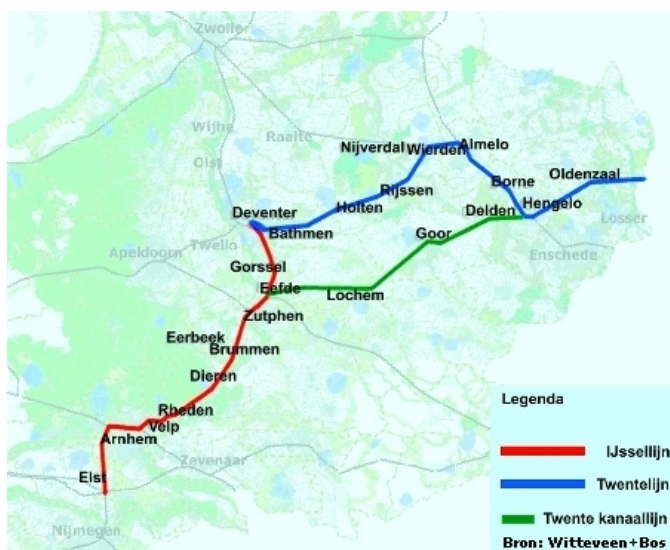 Zwolle
Wijhe
Raalte
Nijverdal
Wierden
Almelo
Olst
Rijssen
Borne
Oldenzaal
Holten
Deventer
Delden
Hengelo
Losser
Bathmen
Goor
Twello
Apeldoorn
Enschede
Gorssel
Eefde
Lochem
Zutphen
Eerbeek
Brummen
Dieren
Rheden
Velp
Arnhem
Zevenaar
Elst
Nijmegen
Legenda
IJssellijn
Twentelijn
Twente kanaallijn
Bron: Witteveen+Bos